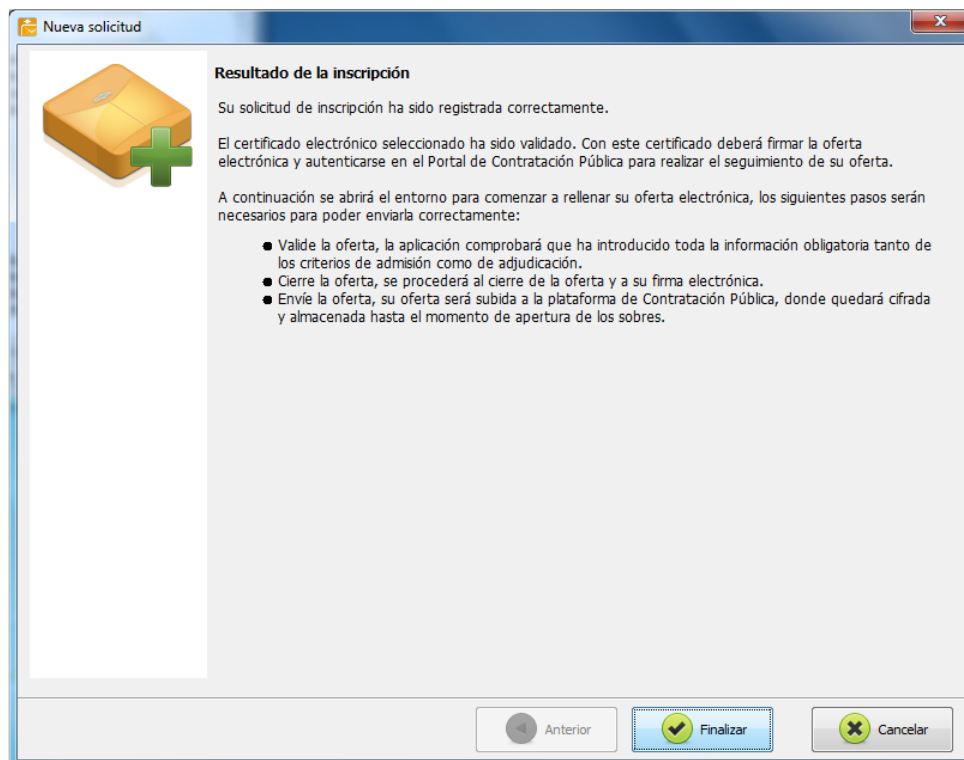 Nueva solicitud
Resultado de la inscripción
Su solicitud de inscripción ha sido registrada correctamente.
El certificado electrónico seleccionado ha sido validado. Con este certificado deberá firmar la oferta
electrónica y autenticarse en el Portal de Contratación Pública para realizar el seguimiento de su oferta.
A continuación se abrirá el entorno para comenzar a rellenar su oferta electrónica, los siguientes pasos serán
necesarios para poder enviarla correctamente:
● Valide la oferta, la aplicación comprobará que ha introducido toda la información obligatoria tanto de
los criterios de admisión como de adjudicación.
● Cierre la oferta, se procederá al cierre de la oferta y a su firma electrónica.
● Envíe la oferta, su oferta será subida a la plataforma de Contratación Pública, donde quedará cifrada
y almacenada hasta el momento de apertura de los sobres.
Anterior
Finalizar
Cancelar